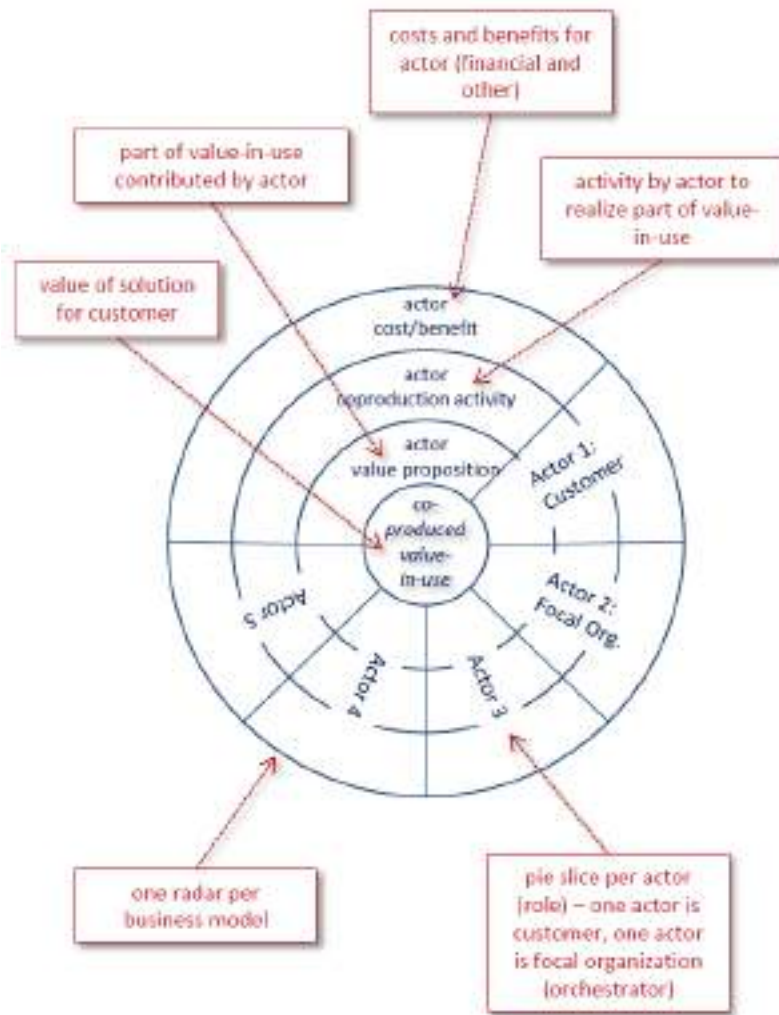 costs and benefits for
actor (financial and
other)
part of value-in-use
contributed by actor
activity by actor to
realize part of value-
in-use
value of solution
for customer
actor
cost/benefit
actor
coproduction activity
actor
value proposition
co-
produced
value-
in-use
Actor 1:
Customer
Actor 2:
Focal Org.
Actor 3
Actor 4
Actor 5
one radar per
business model
pie slice per actor
(role) – one actor is
customer, one actor
is focal organization
(orchestrator)